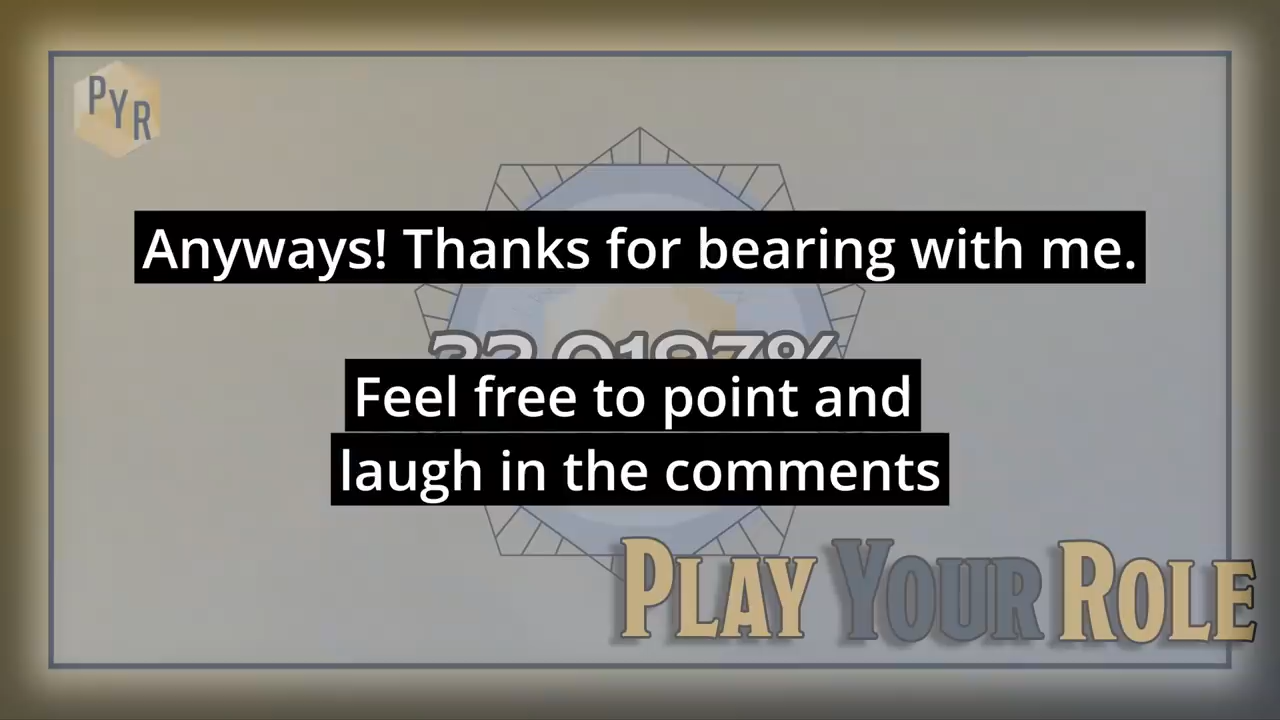 PYR
Anyways! Thanks for bearing with me.
Feel free to point and
laugh in the comments
PLAY YOUR ROLE